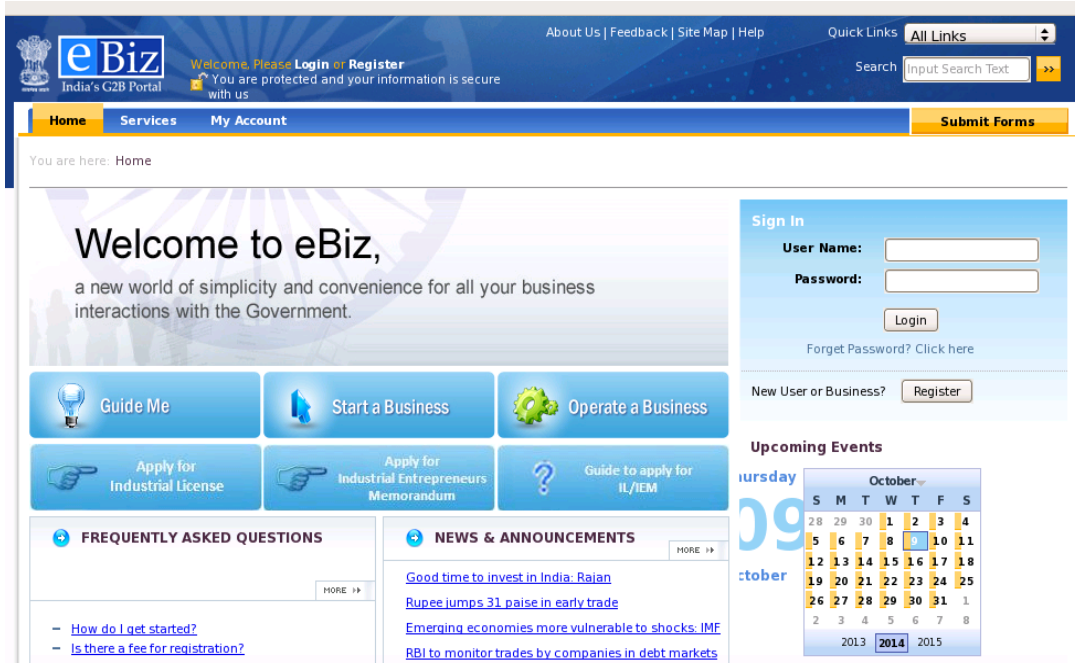 About Us | Feedback | Site Map | Help
Quick Links All Links
eBiz
India's G2B Portal
Welcome, Please Login or Register
You are protected and your information is secure
with us
Search Input Search Text >>
Home Services My Account Submit Forms
You are here: Home
Welcome to eBiz,
a new world of simplicity and convenience for all your business
interactions with the Government.
Sign In
User Name:
Password:
Login
Forget Password? Click here
New User or Business? Register
Guide Me
Start a Business
Operate a Business
Apply for
Industrial License
Apply for
Industrial Entrepreneurs
Memorandum
Guide to apply for
IL/IEM
FREQUENTLY ASKED QUESTIONS
MORE
– How do I get started?
– Is there a fee for registration?
NEWS & ANNOUNCEMENTS
MORE
Good time to invest in India: Rajan
Rupee jumps 31 paise in early trade
Emerging economies more vulnerable to shocks: IMF
RBI to monitor trades by companies in debt markets
Upcoming Events
ursday
09
ctober
October
S M T W T F S
28 29 30 1 2 3 4
5 6 7 8 9 10 11
12 13 14 15 16 17 18
19 20 21 22 23 24 25
26 27 28 29 30 31 1
2 3 4 5 6 7 8
2013 2014 2015